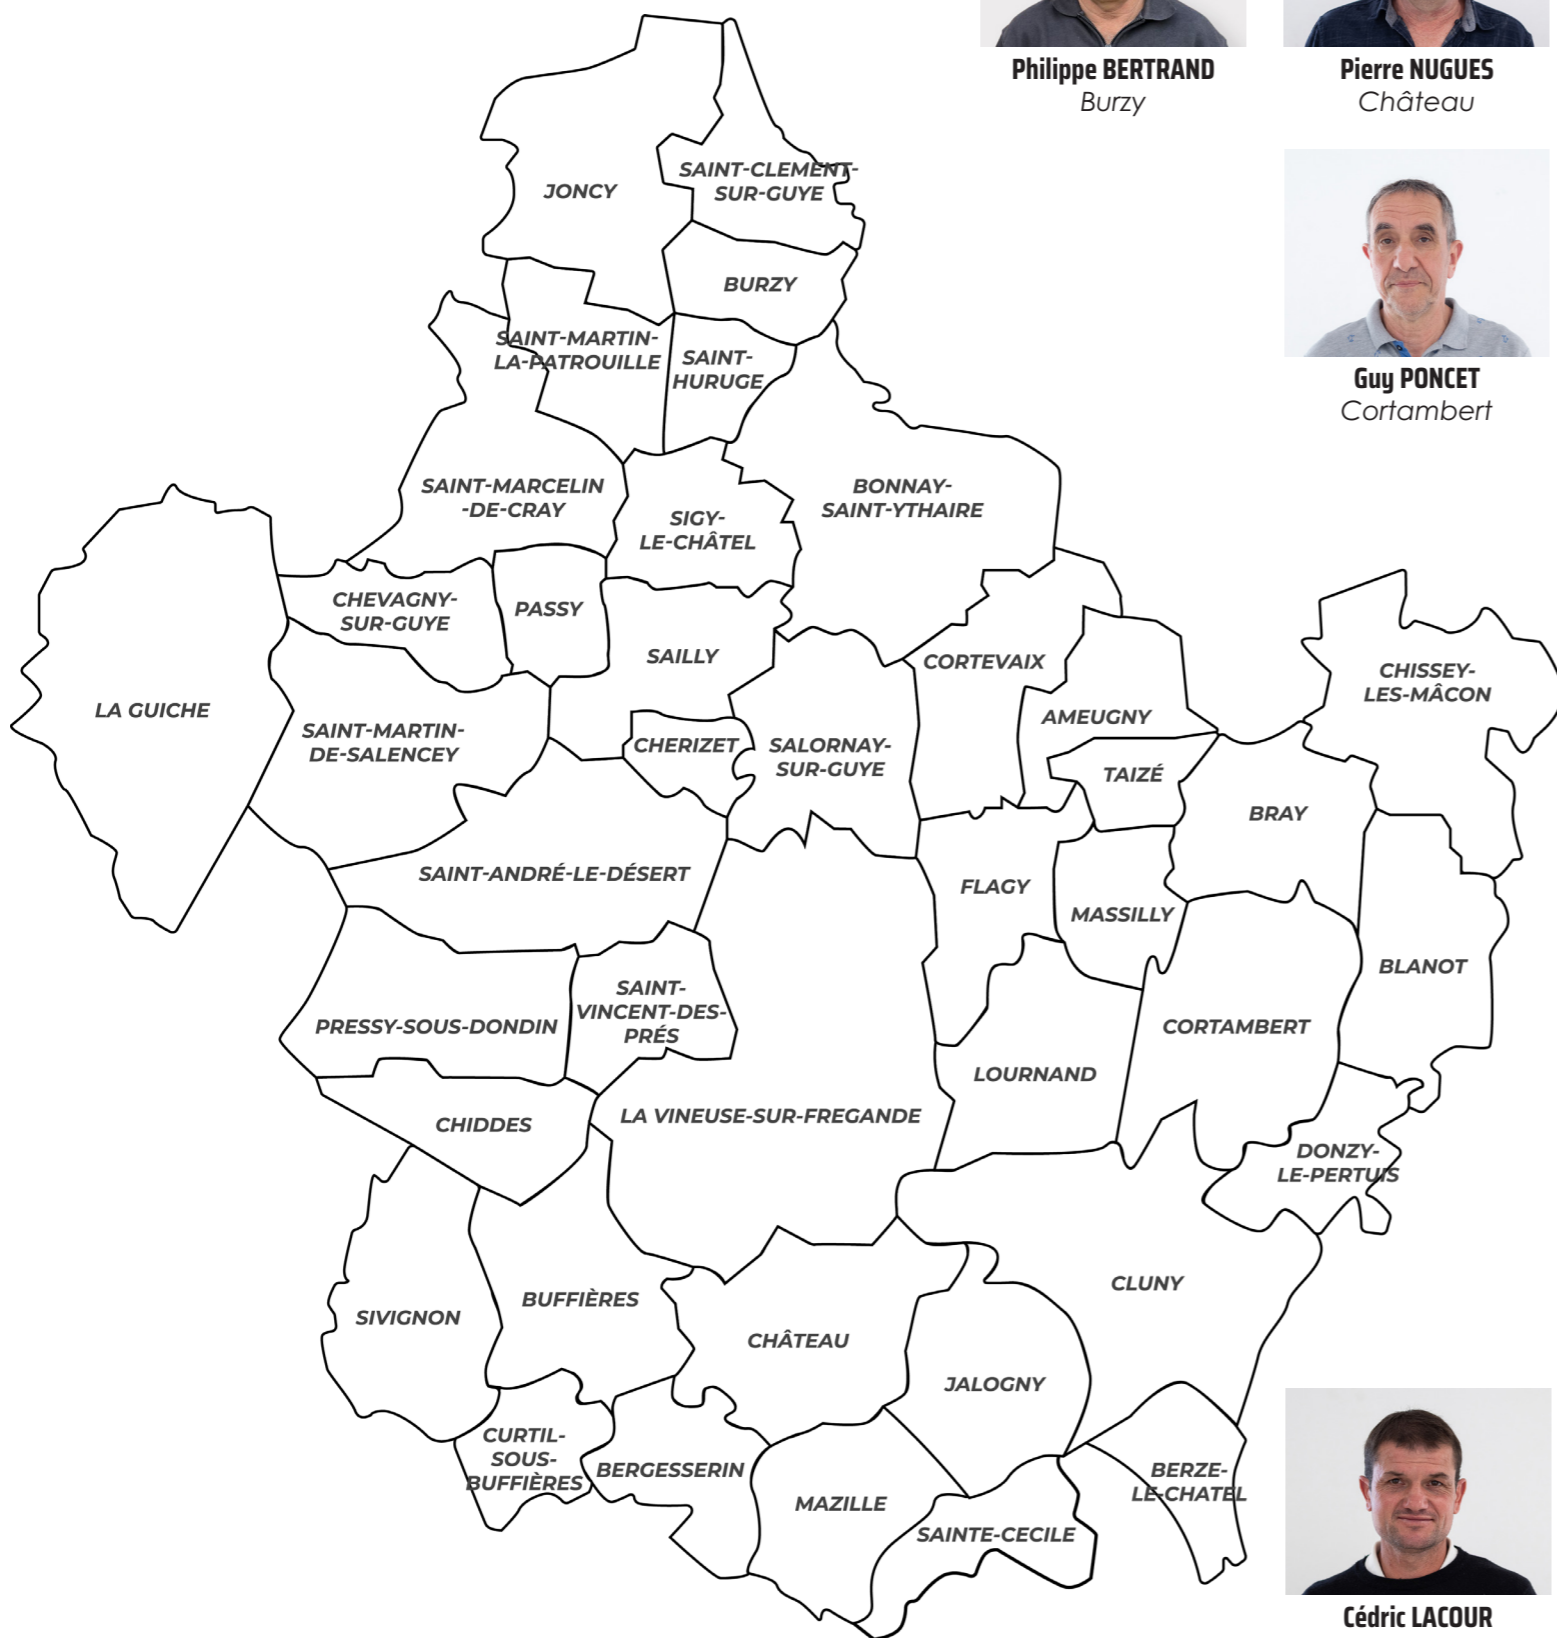 Philippe BERTRAND
Burzy
Pierre NUGUES
Château
JONCY
SAINT-CLEMENT-
SUR-GUYE
BURZY
Guy PONCET
Cortambert
SAINT-MARTIN-
LA-PATROUILLE
SAINT-
HURUGE
SAINT-MARCELIN
-DE-CRAY
SIGY-
LE-CHÂTEL
BONNAY-
SAINT-YTHAIRE
CHEVAGNY-
SUR-GUYE
PASSY
SAILLY
CORTEVAIX
CHISSEY-
LES-MÂCON
LA GUICHE
SAINT-MARTIN-
DE-SALENCEY
CHERIZET
SALORNAY-
SUR-GUYE
AMEUGNY
TAIZÉ
BRAY
SAINT-ANDRÉ-LE-DÉSERT
FLAGY
MASSILLY
BLANOT
PRESSY-SOUS-DONDIN
SAINT-
VINCENT-DES-
PRÉS
CORTAMBERT
LOURNAND
CHIDDES
LA VINEUSE-SUR-FREGANDE
DONZY-
LE-PERTUIS
SIVIGNON
BUFFIÈRES
CHÂTEAU
CLUNY
JALOGNY
CURTIL-
SOUS-
BUFFIÈRES
BERGESSERIN
MAZILLE
BERZE-
LE-CHATEL
SAINTE-CECILE
Cédric LACOUR